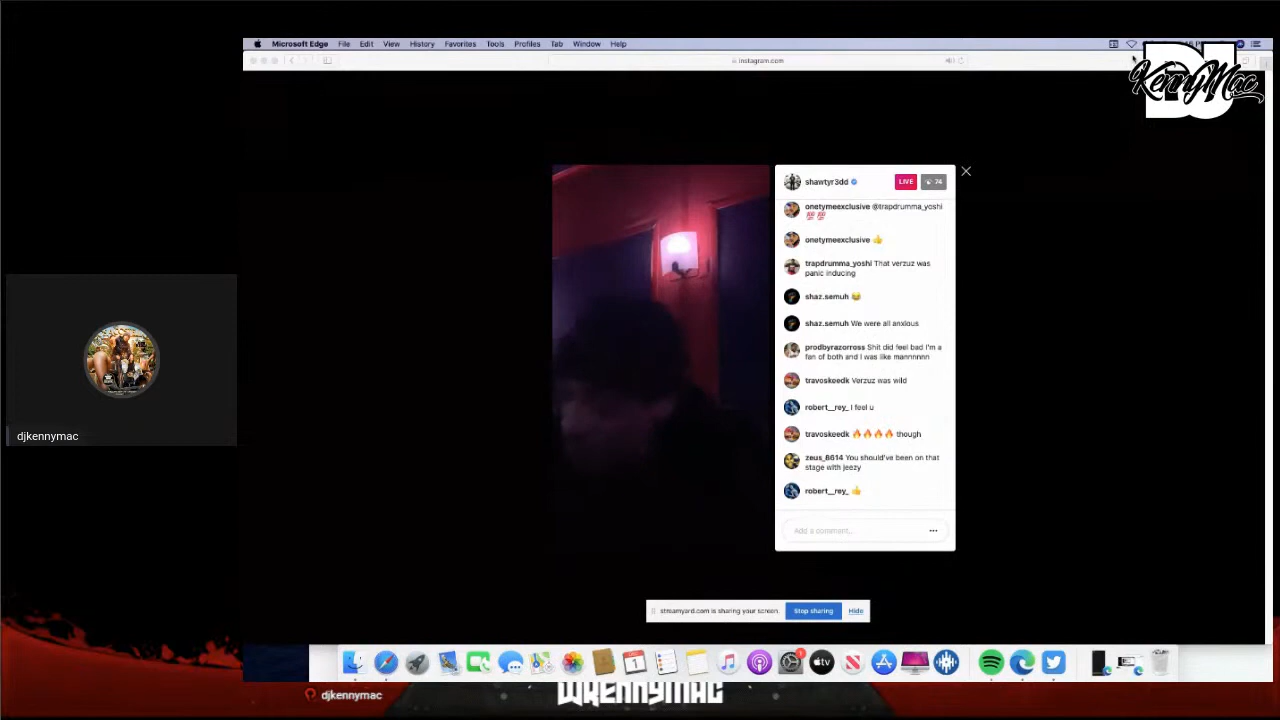 Microsoft Edge File Edit View History Favorites Tools Profiles Tab Window Help
instagram.com
DJ
KennyMac
shawtyr3dd LIVE 74
onetymeexclusive @trapdrumma_yoshi
💯 💯
onetymeexclusive 👍
trapdrumma_yoshi That verzuz was
panic inducing
shaz.semuh 😂
shaz.semuh We were all anxious
prodbyrazorross Shit did feel bad I'm a
fan of both and I was like mannnnnn
travoskeedk Verzuz was wild
robert__rey_ I feel u
travoskeedk 🔥🔥🔥🔥 though
zeus_8614 You should've been on that
stage with jeezy
robert__rey_ 👍
Add a comment...
djkennymac
streamyard.com is sharing your screen. Stop sharing Hide
tv
djkennymac